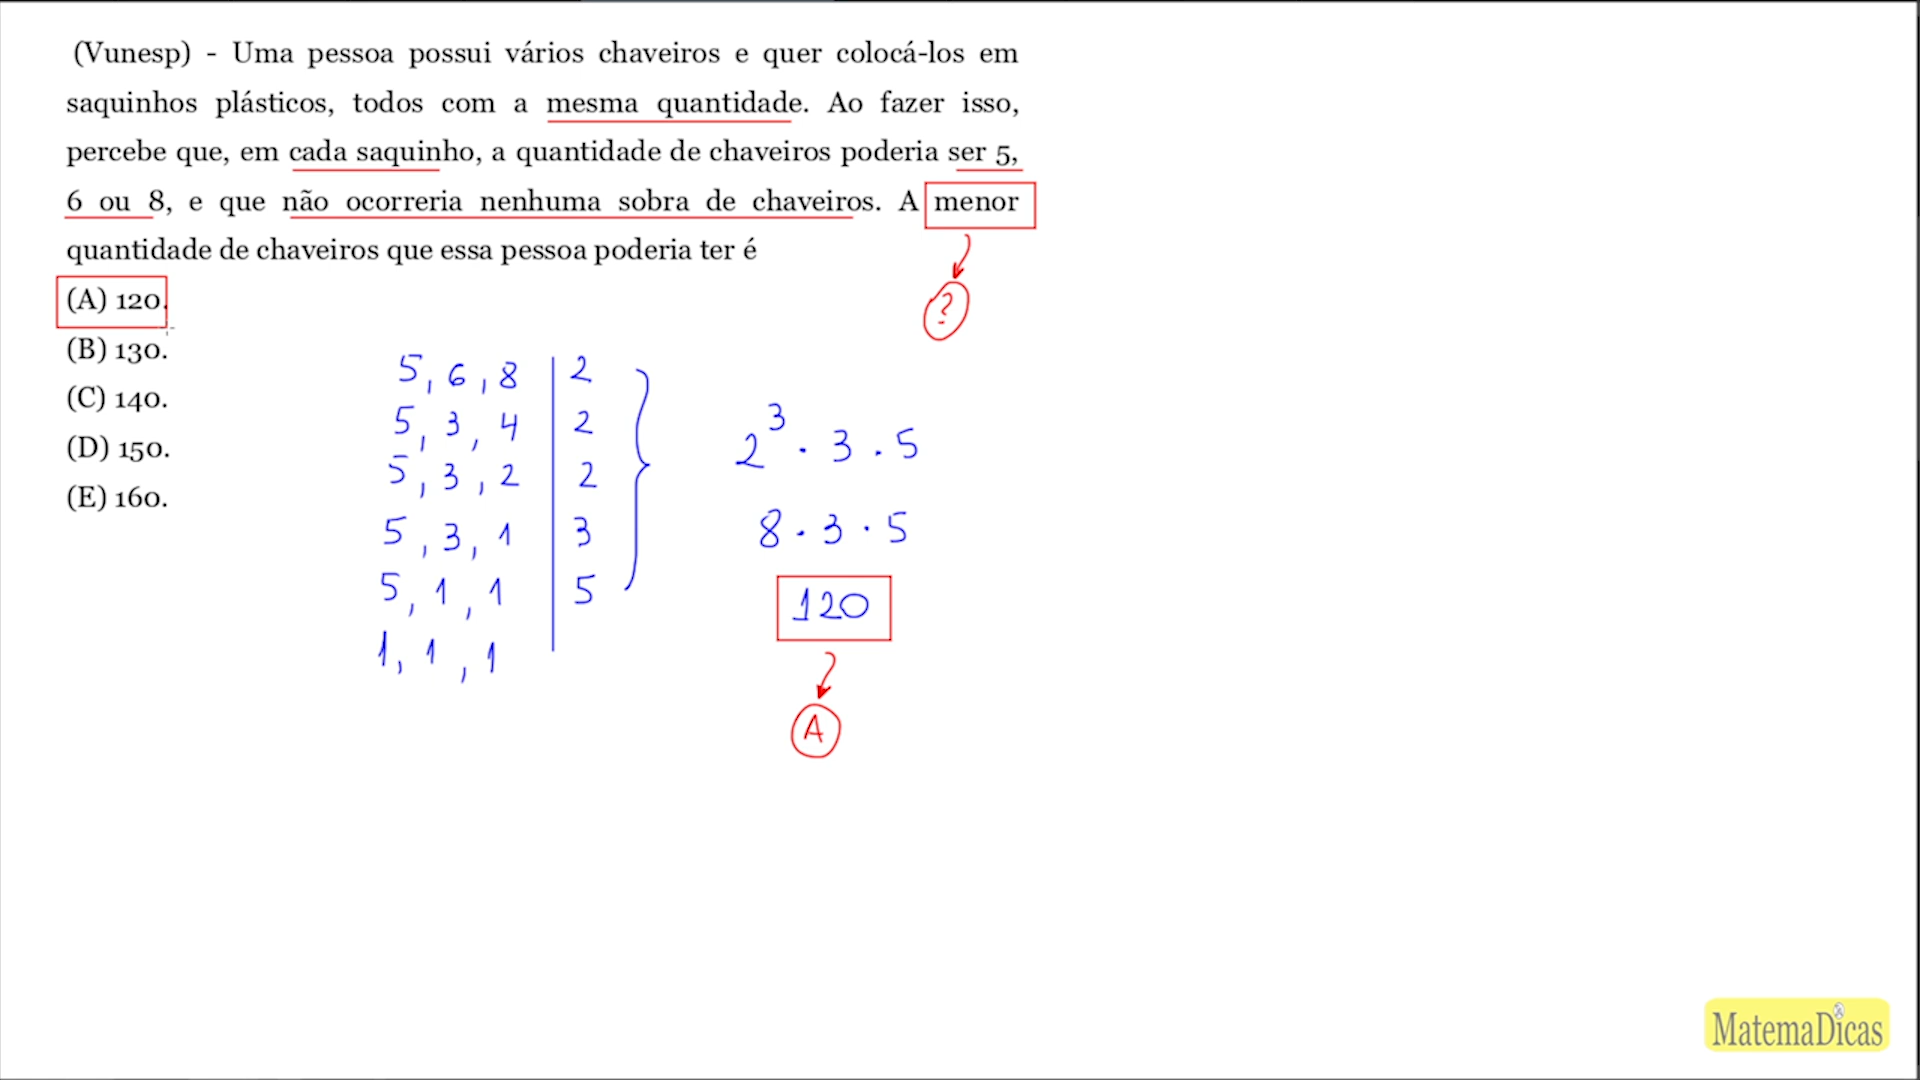 (Vunesp) - Uma pessoa possui vários chaveiros e quer colocá-los em
saquinhos plásticos, todos com a mesma quantidade. Ao fazer isso,
percebe que, em cada saquinho, a quantidade de chaveiros poderia ser 5,
6 ou 8, e que não ocorreria nenhuma sobra de chaveiros. A menor
quantidade de chaveiros que essa pessoa poderia ter é
(A) 120.
(B) 130.
(C) 140.
(D) 150.
(E) 160.
?
5, 6, 8 | 2
5, 3, 4 | 2
5, 3, 2 | 2
5, 3, 1 | 3
5, 1, 1 | 5
1, 1, 1
2³ . 3 . 5
8 . 3 . 5
120
A
MatemaDicas